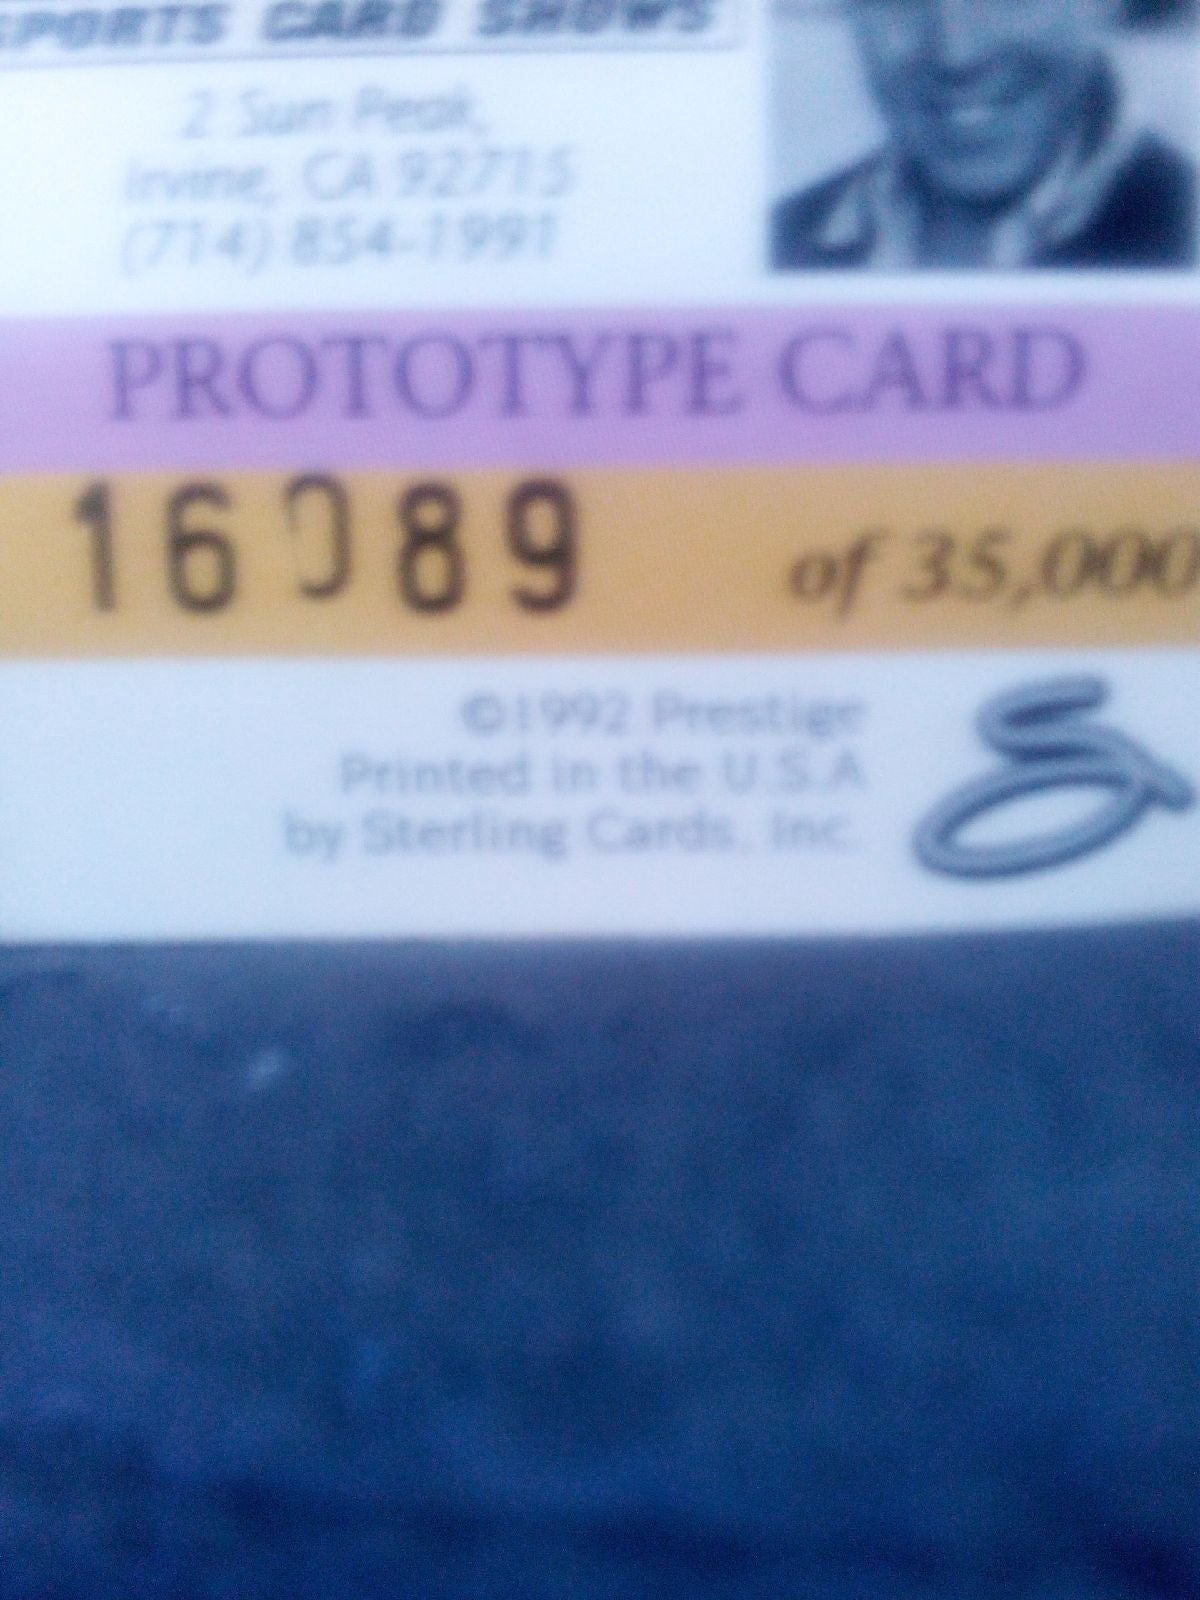 SPORTS CARD SHOWS
2 Sun Peak,
Irvine, CA 92715
(714) 854-1991
PROTOTYPE CARD
16089 of 35,000
©1992 Prestige
Printed in the U.S.A
by Sterling Cards, Inc.